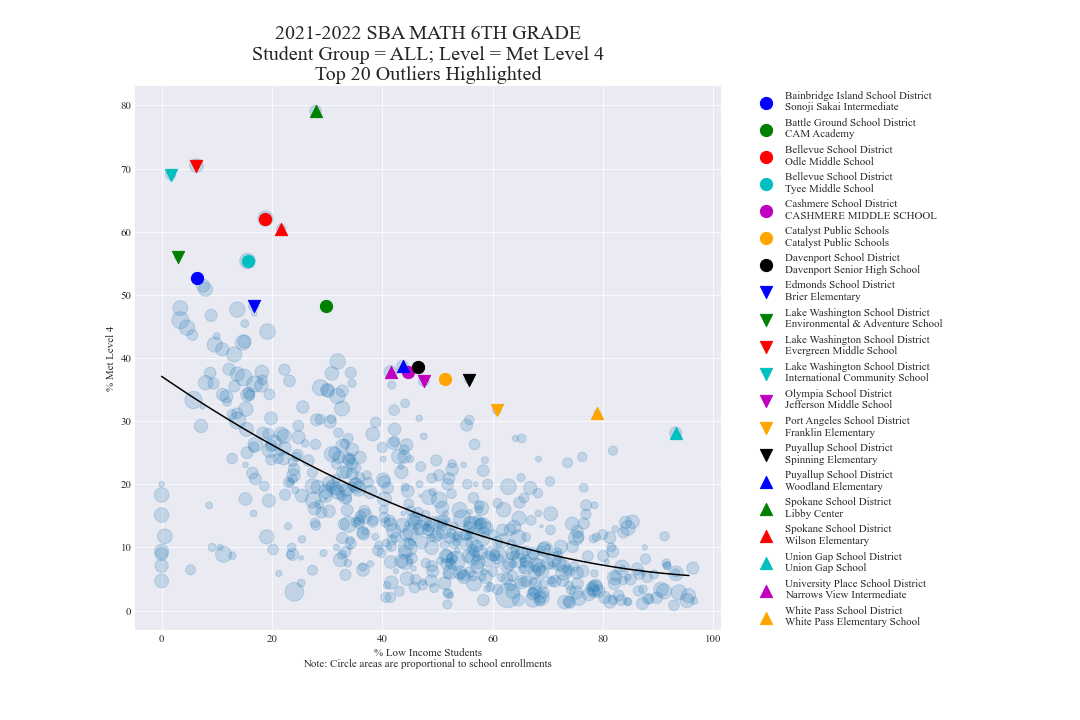 2021-2022 SBA MATH 6TH GRADE
Student Group = ALL; Level = Met Level 4
Top 20 Outliers Highlighted
80
70
60
50
40
30
20
10
0
% Met Level 4
0 20 40 60 80 100
% Low Income Students
Note: Circle areas are proportional to school enrollments
Bainbridge Island School District
Sonoji Sakai Intermediate
Battle Ground School District
CAM Academy
Bellevue School District
Odle Middle School
Bellevue School District
Tyee Middle School
Cashmere School District
CASHMERE MIDDLE SCHOOL
Catalyst Public Schools
Catalyst Public Schools
Davenport School District
Davenport Senior High School
Edmonds School District
Brier Elementary
Lake Washington School District
Environmental & Adventure School
Lake Washington School District
Evergreen Middle School
Lake Washington School District
International Community School
Olympia School District
Jefferson Middle School
Port Angeles School District
Franklin Elementary
Puyallup School District
Spinning Elementary
Puyallup School District
Woodland Elementary
Spokane School District
Libby Center
Spokane School District
Wilson Elementary
Union Gap School District
Union Gap School
University Place School District
Narrows View Intermediate
White Pass School District
White Pass Elementary School